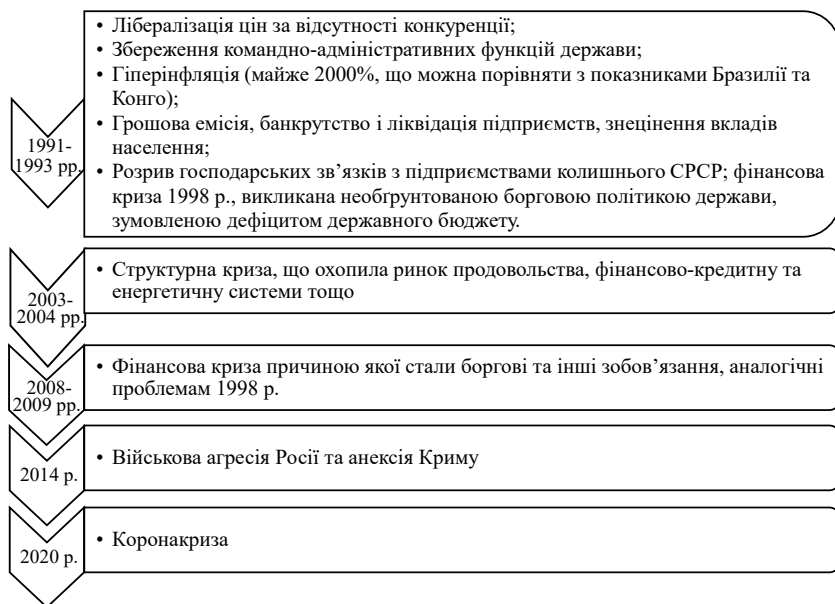 1991-
1993 рр.
• Лібералізація цін за відсутності конкуренції;
• Збереження командно-адміністративних функцій держави;
• Гіперінфляція (майже 2000%, що можна порівняти з показниками Бразилії та
Конго);
• Грошова емісія, банкрутство і ліквідація підприємств, знецінення вкладів
населення;
• Розрив господарських зв’язків з підприємствами колишнього СРСР; фінансова
криза 1998 р., викликана необґрунтованою борговою політикою держави,
зумовленою дефіцитом державного бюджету.
2003-
2004 рр.
• Структурна криза, що охопила ринок продовольства, фінансово-кредитну та
енергетичну системи тощо
2008-
2009 рр.
• Фінансова криза причиною якої стали боргові та інші зобов’язання, аналогічні
проблемам 1998 р.
2014 р.
• Військова агресія Росії та анексія Криму
2020 р.
• Коронакриза